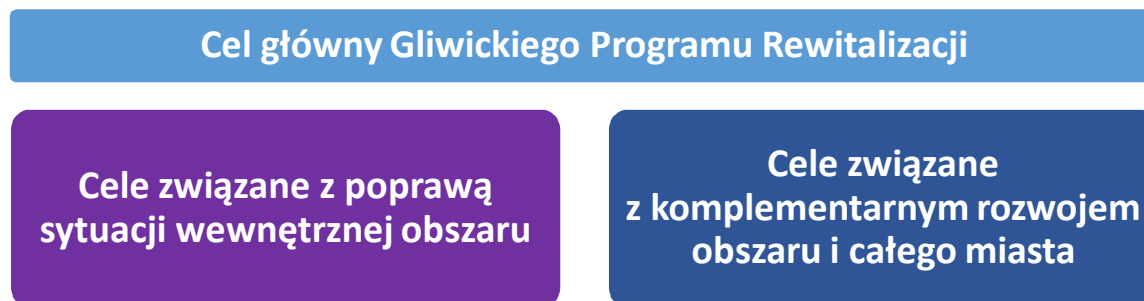 Cel główny Gliwickiego Programu Rewitalizacji
Cele związane z poprawą
sytuacji wewnętrznej obszaru
Cele związane
z komplementarnym rozwojem
obszaru i całego miasta